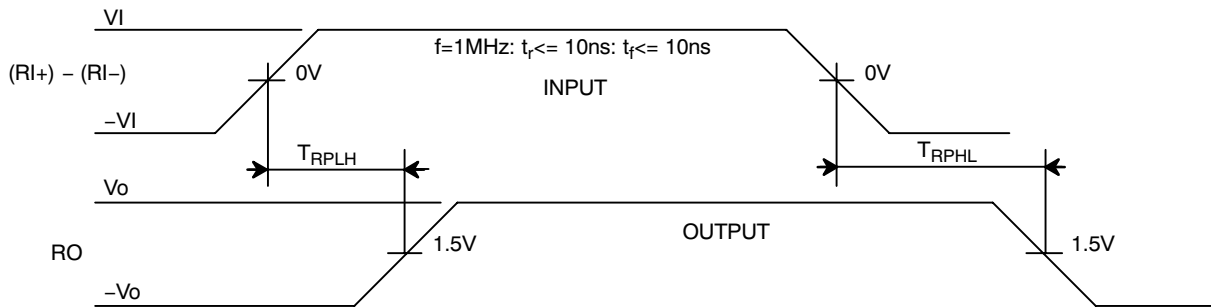 VI
f=1MHz: tr<= 10ns: tf<= 10ns
(RI+) − (RI−)
0V
INPUT
0V
−VI
TRPLH
TRPHL
Vo
RO
1.5V
OUTPUT
1.5V
−Vo